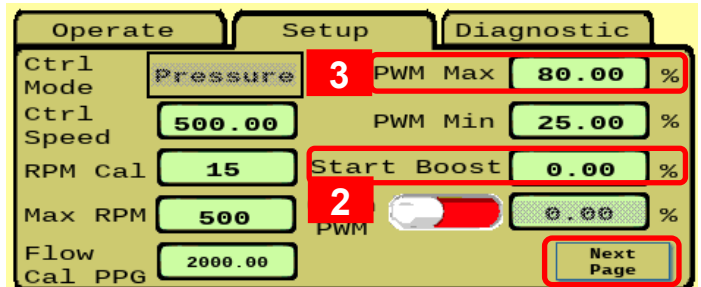 Operate Setup Diagnostic
Ctrl Mode Pressure 3 PWM Max 80.00 %
Ctrl Speed 500.00 PWM Min 25.00 %
RPM Cal 15 Start Boost 0.00 %
Max RPM 500 2 PWM 0.00 %
Flow Cal PPG 2000.00 Next Page